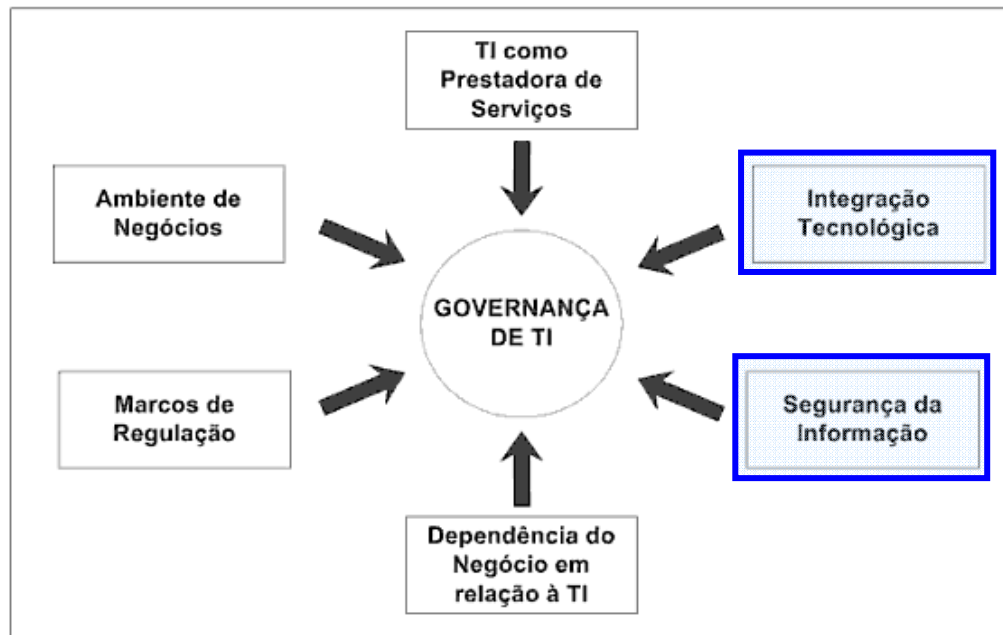 TI como
Prestadora de
Serviços
Ambiente de
Negócios
Integração
Tecnológica
GOVERNANÇA
DE TI
Marcos de
Regulação
Segurança da
Informação
Dependência do
Negócio em
relação à TI